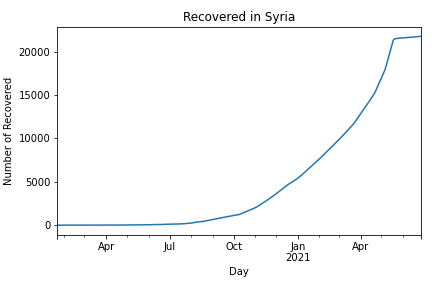 Recovered in Syria
Number of Recovered
20000
15000
10000
5000
0
Apr
Jul
Oct
Jan
2021
Apr
Day